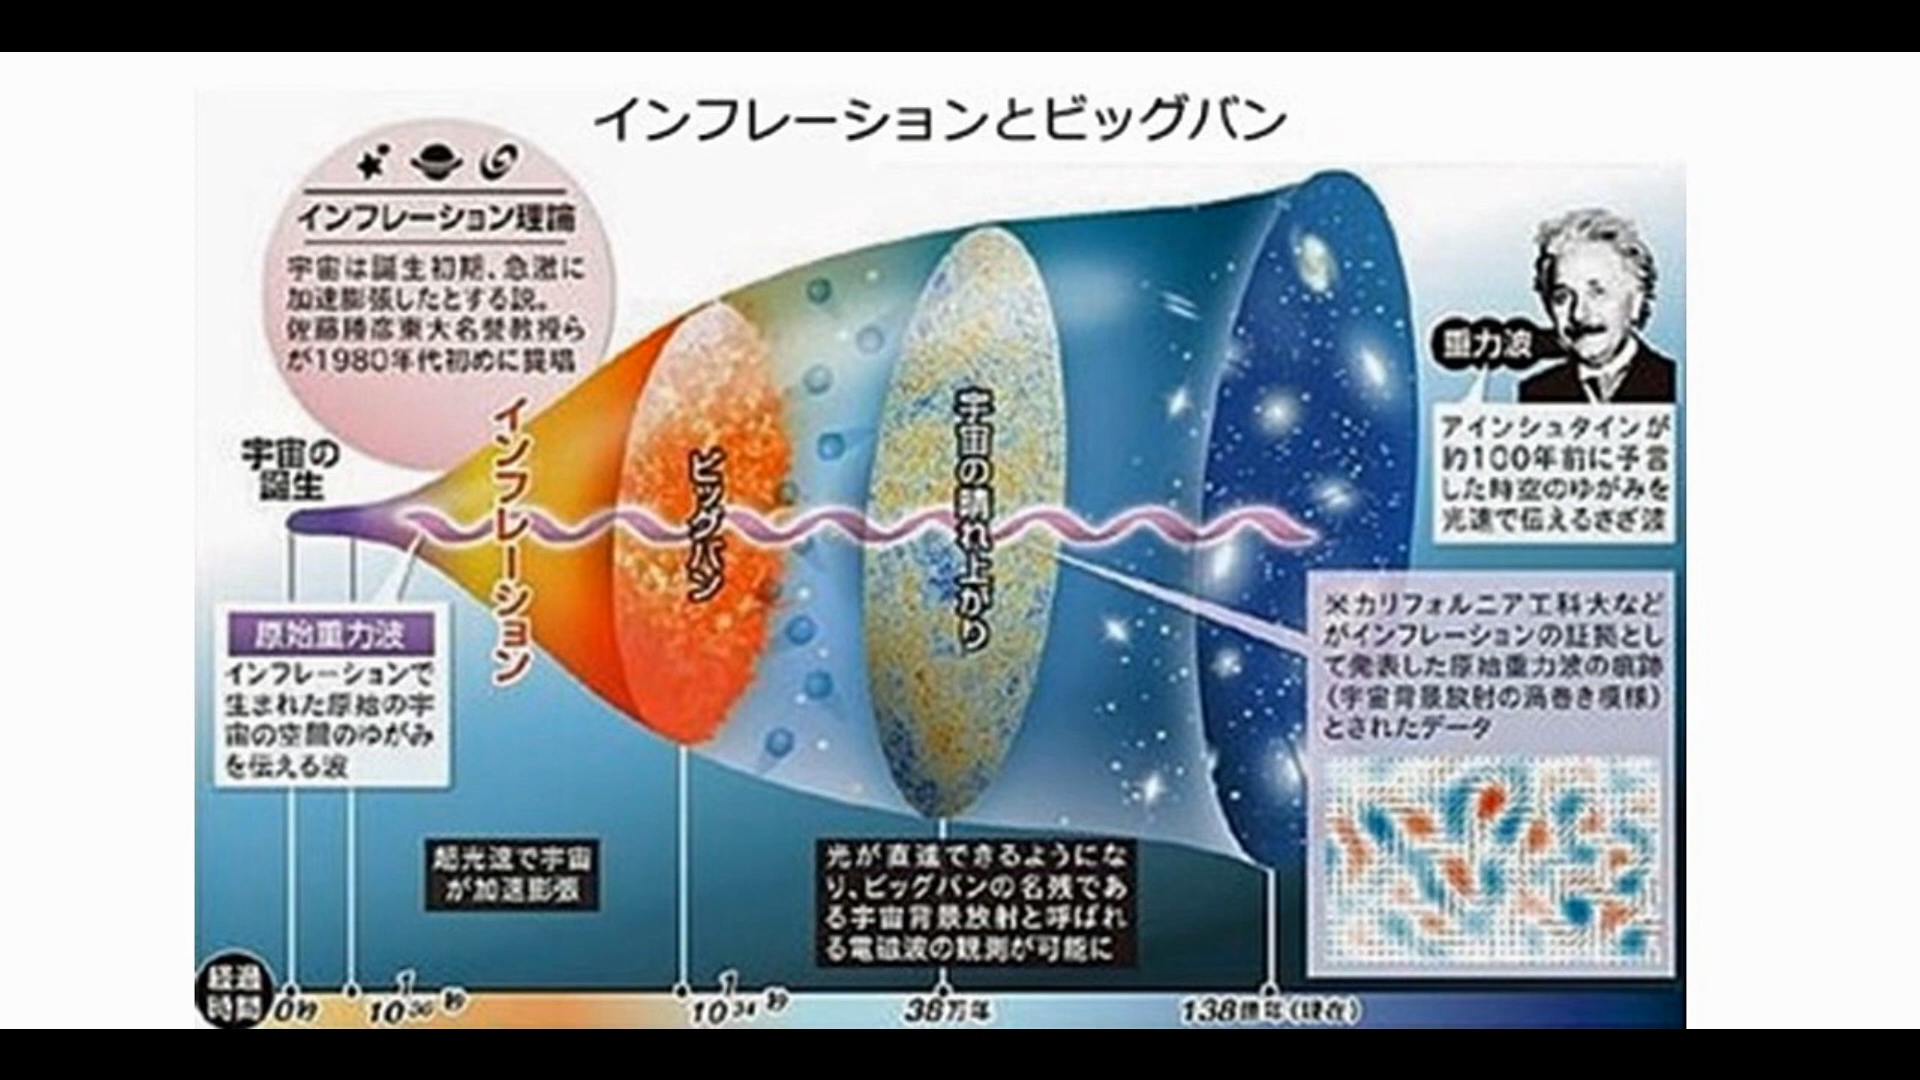 インフレーションとビッグバン
インフレーション理論
宇宙は誕生初期、急激に
加速膨張したとする説。
佐藤勝彦東大名誉教授ら
が1980年代初めに提唱
宇宙の
誕生
インフレーション
ビッグバン
宇宙の晴れ上がり
重力波
アインシュタインが
約100年前に予言
した時空のゆがみを
光速で伝えるさざ波
原始重力波
インフレーションで
生まれた原始の宇
宙の空間のゆがみ
を伝える波
米カリフォルニア工科大など
がインフレーションの証拠とし
て発表した原始重力波の痕跡
（宇宙背景放射の渦巻き模様）
とされたデータ
超光速で宇宙
が加速膨張
光が直進できるようにな
り、ビッグバンの名残であ
る宇宙背景放射と呼ばれ
る電磁波の観測が可能に
経過
時間
0秒
1
10³⁶ 秒
1
10³⁴ 秒
38万年
138億年(現在)